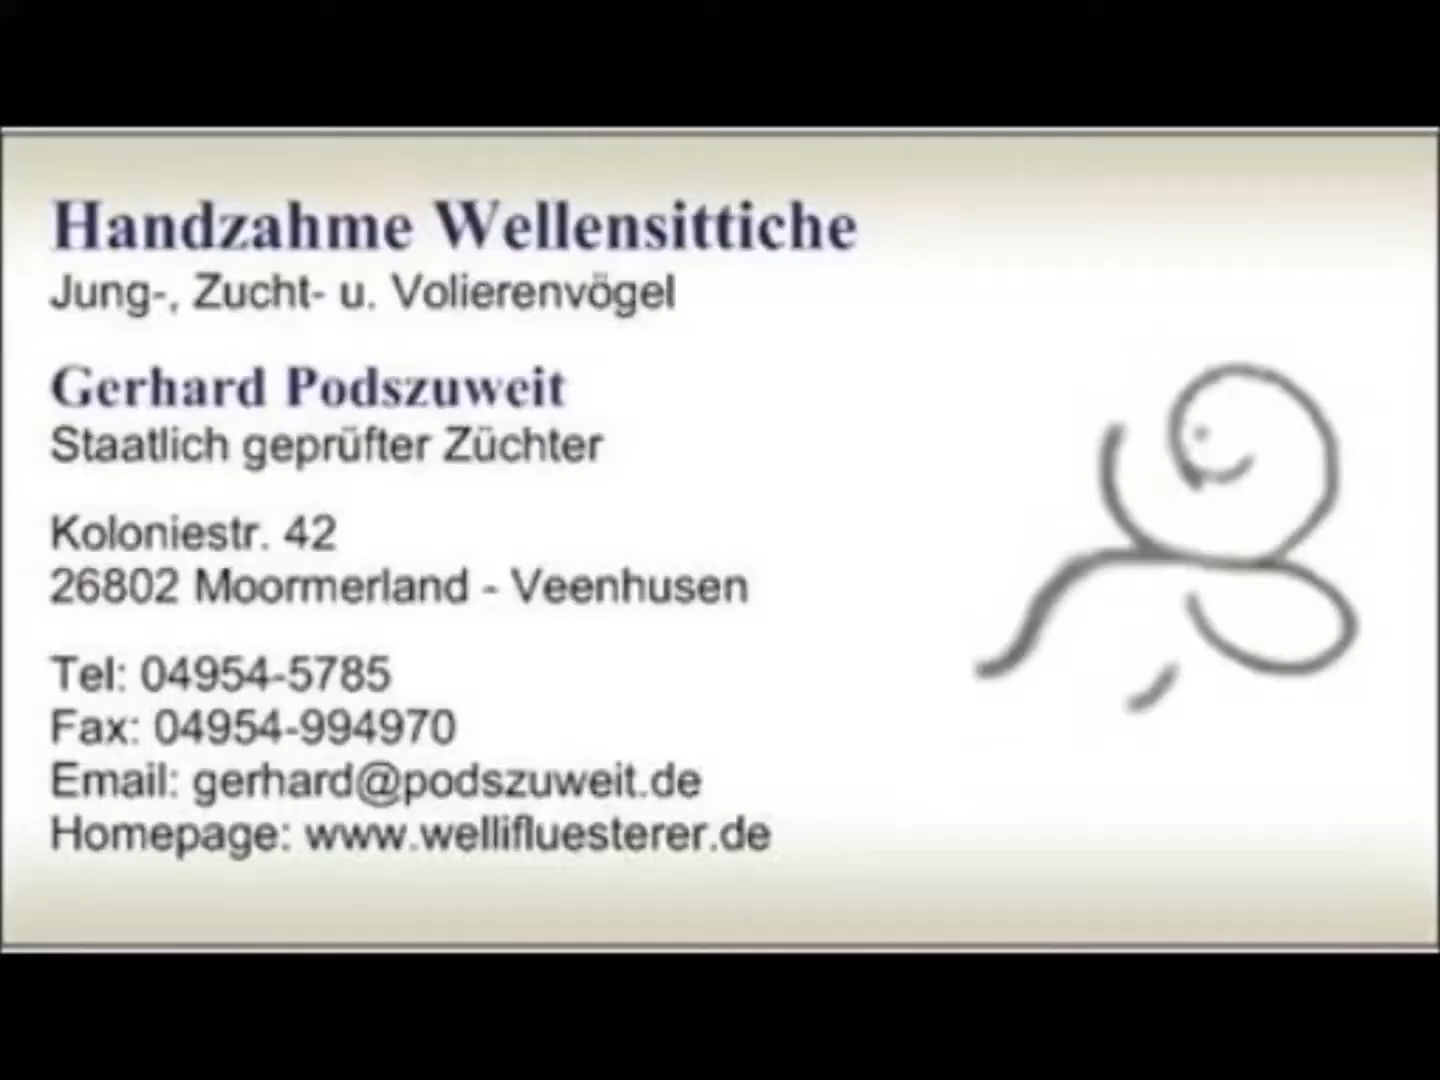 Handzahme Wellensittiche
Jung-, Zucht- u. Volierenvögel
Gerhard Podszuweit
Staatlich geprüfter Züchter
Koloniestr. 42
26802 Moormerland - Veenhusen
Tel: 04954-5785
Fax: 04954-994970
Email: gerhard@podszuweit.de
Homepage: www.wellifluesterer.de